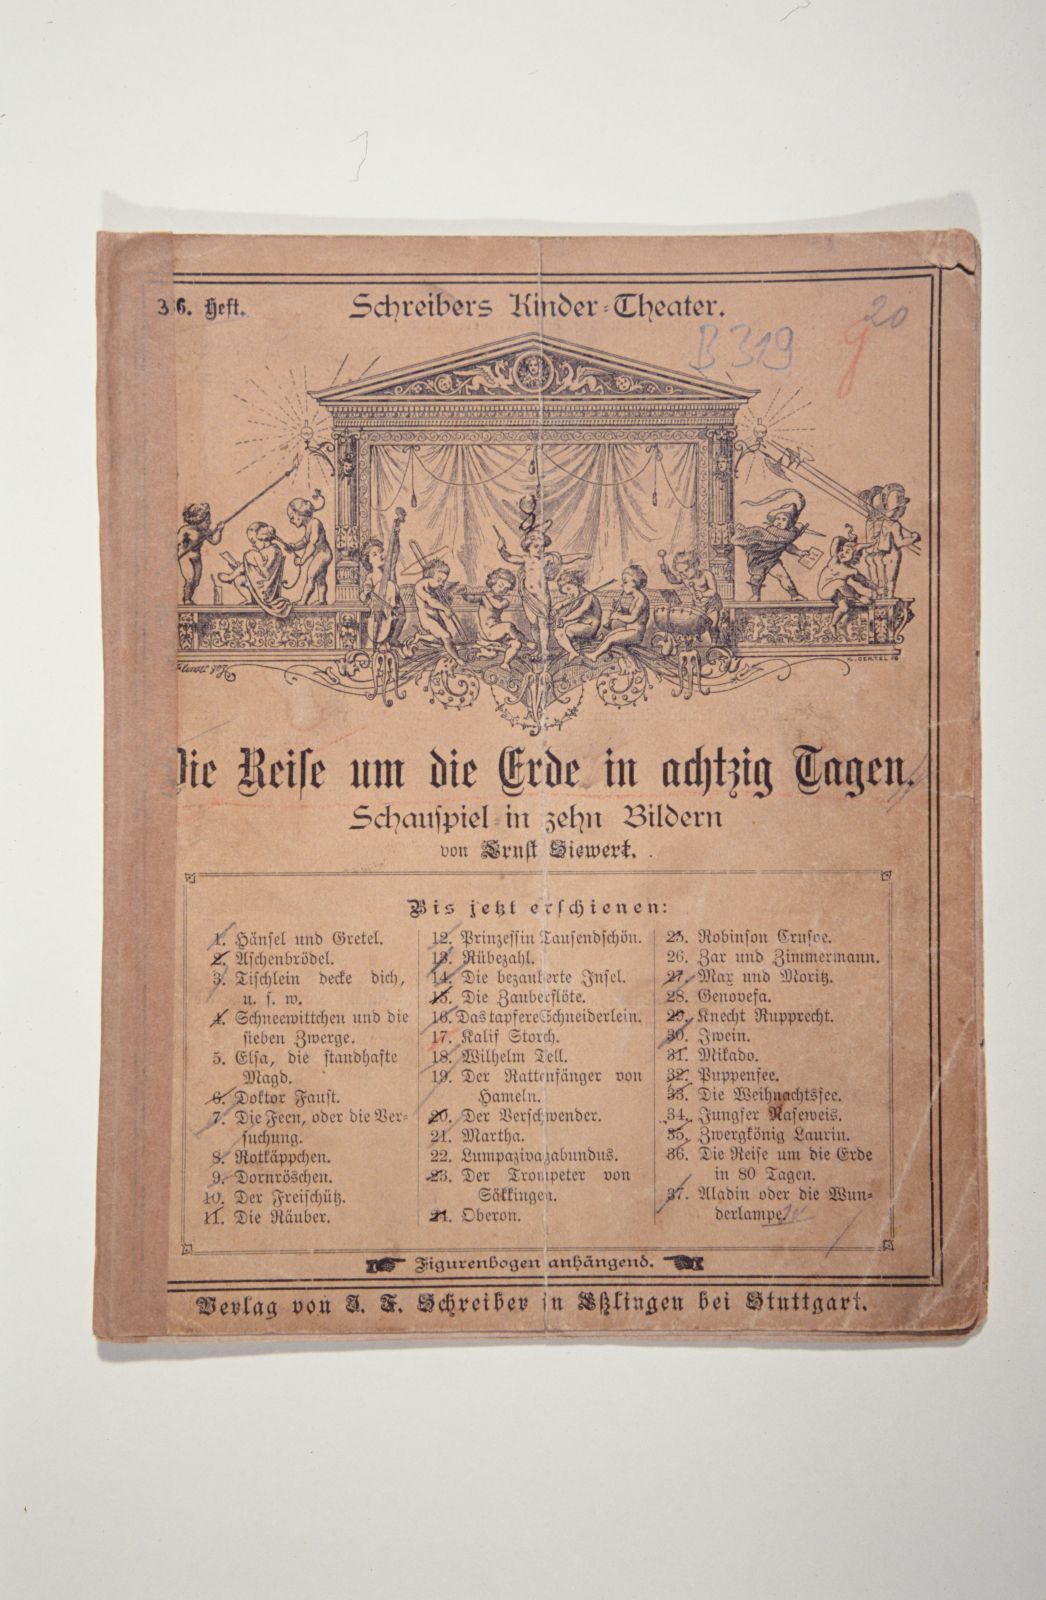 36. Heft.
Schreibers Kinder-Theater.
B 319
20
K. OERTEL
Die Reise um die Erde in achtzig Tagen.
Schauspiel in zehn Bildern
von Ernst Siewert.
Bis jetzt erschienen:
1. Hänsel und Gretel.
2. Aschenbrödel.
3. Tischlein decke dich,
u. s. w.
4. Schneewittchen und die
sieben Zwerge.
5. Elsa, die standhafte
Magd.
6. Doktor Faust.
7. Die Feen, oder die Ver-
suchung.
8. Rotkäppchen.
9. Dornröschen.
10. Der Freischütz.
11. Die Räuber.
12. Prinzessin Tausendschön.
13. Rübezahl.
14. Die bezauberte Insel.
15. Die Zauberflöte.
16. Das tapfere Schneiderlein.
17. Kalif Storch.
18. Wilhelm Tell.
19. Der Rattenfänger von
Hameln.
20. Der Verschwender.
21. Martha.
22. Lumpazivagabundus.
23. Der Trompeter von
Säkkingen.
24. Oberon.
25. Robinson Crusoe.
26. Zar und Zimmermann.
27. Max und Moritz.
28. Genovefa.
29. Knecht Rupprecht.
30. Iwein.
31. Mikado.
32. Puppenfee.
33. Die Weihnachtsfee.
34. Jungfer Naseweis.
35. Zwergkönig Laurin.
36. Die Reise um die Erde
in 80 Tagen.
37. Aladin oder die Wun-
derlampe.
Figurenbogen anhängend.
Verlag von J. F. Schreiber in Eßlingen bei Stuttgart.